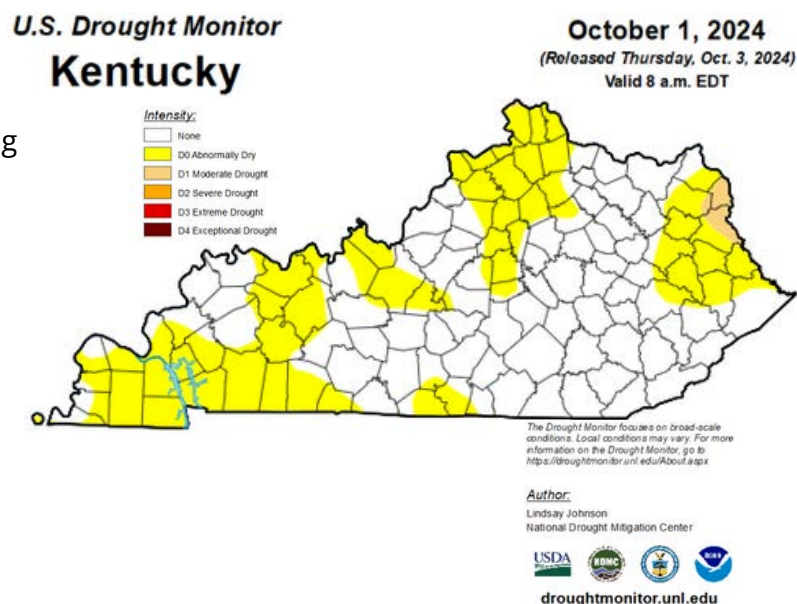 U.S. Drought Monitor
Kentucky
October 1, 2024
(Released Thursday, Oct. 3, 2024)
Valid 8 a.m. EDT
g
Intensity:
None
D0 Abnormally Dry
D1 Moderate Drought
D2 Severe Drought
D3 Extreme Drought
D4 Exceptional Drought
The Drought Monitor focuses on broad-scale
conditions. Local conditions may vary. For more
information on the Drought Monitor, go to
https://droughtmonitor.unl.edu/About.aspx
Author:
Lindsay Johnson
National Drought Mitigation Center
USDA
NDMC
NOAA
droughtmonitor.unl.edu